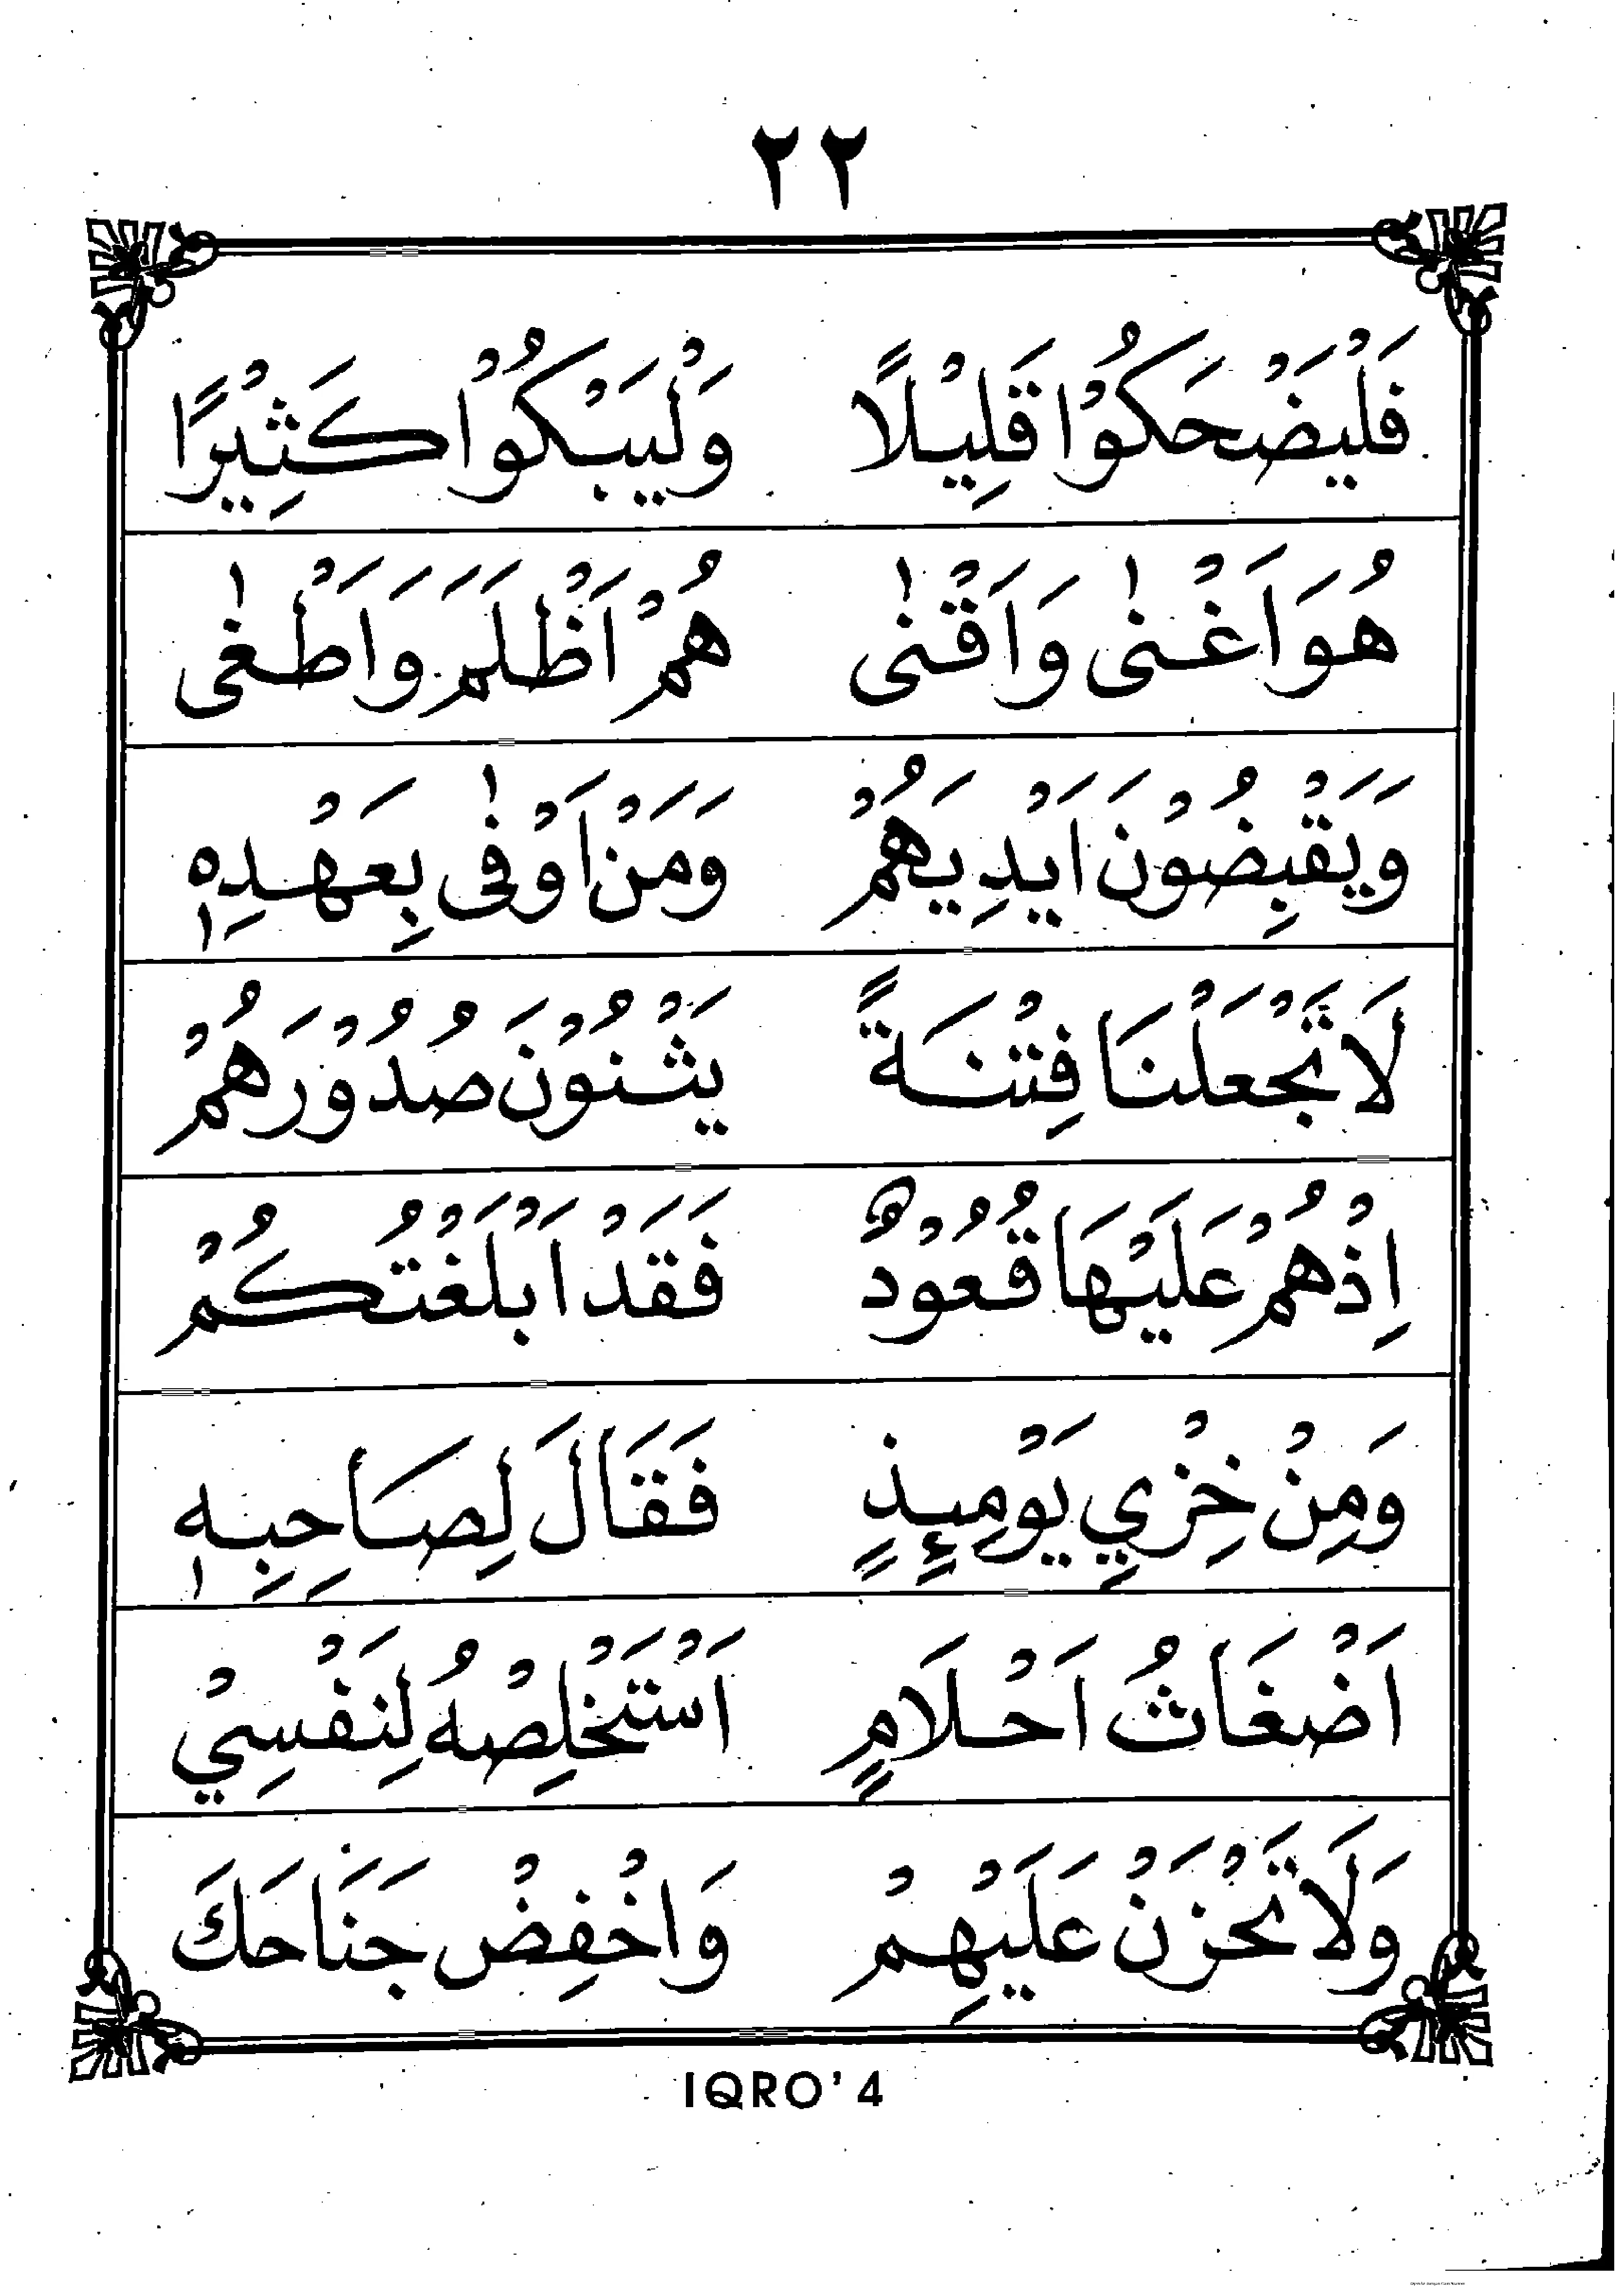 ٢٢
فَلْيَضْحَكُوْا قَلِيْلًا وَلْيَبْكُوْا كَثِيْرًا
هُوَ اَغْنٰى وَاَقْنٰى هُمْ اَظْلَمَ وَاَطْغٰى
وَيَقْبِضُوْنَ اَيْدِيَهُمْ وَمَنْ اَوْفٰى بِعَهْدِهٖ
لَا تَجْعَلْنَا فِتْنَةً يَثْنُوْنَ صُدُوْرَهُمْ
اِذْهُمْ عَلَيْهَا قُعُوْدٌ فَقَدْ اَبْلَغْتُكُمْ
وَمِنْ خِزْيِ يَوْمِئِذٍ فَقَالَ لِصَاحِبِهٖ
اَضْغَاثُ اَحْلَامٍ اَسْتَخْلِصْهُ لِنَفْسِيْ
وَلَا تَحْزَنْ عَلَيْهِمْ وَاخْفِضْ جَنَاحَكَ
IQRO'4